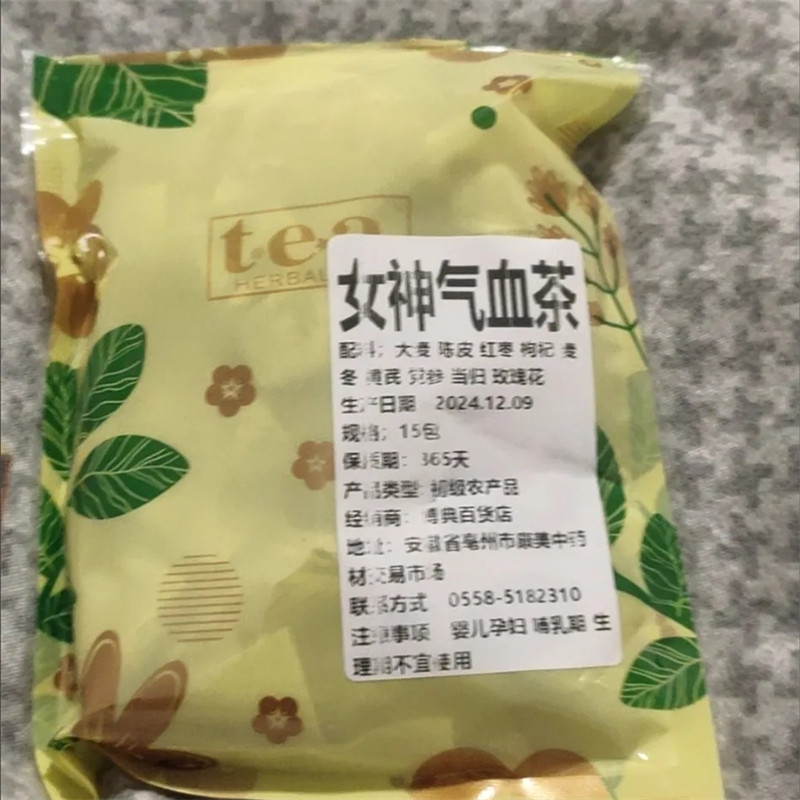 tea
HERBAL
女神气血茶
配料；大麦 陈皮 红枣 枸杞 麦
冬 黄芪 党参 当归 玫瑰花
生产日期 2024.12.09
规格；15包
保质期：365天
产品类型：初级农产品
经销商：博典百货店
地址：安徽省亳州市康美中药
材交易市场
联系方式 0558-5182310
注意事项 婴儿孕妇 哺乳期 生
理期不宜使用